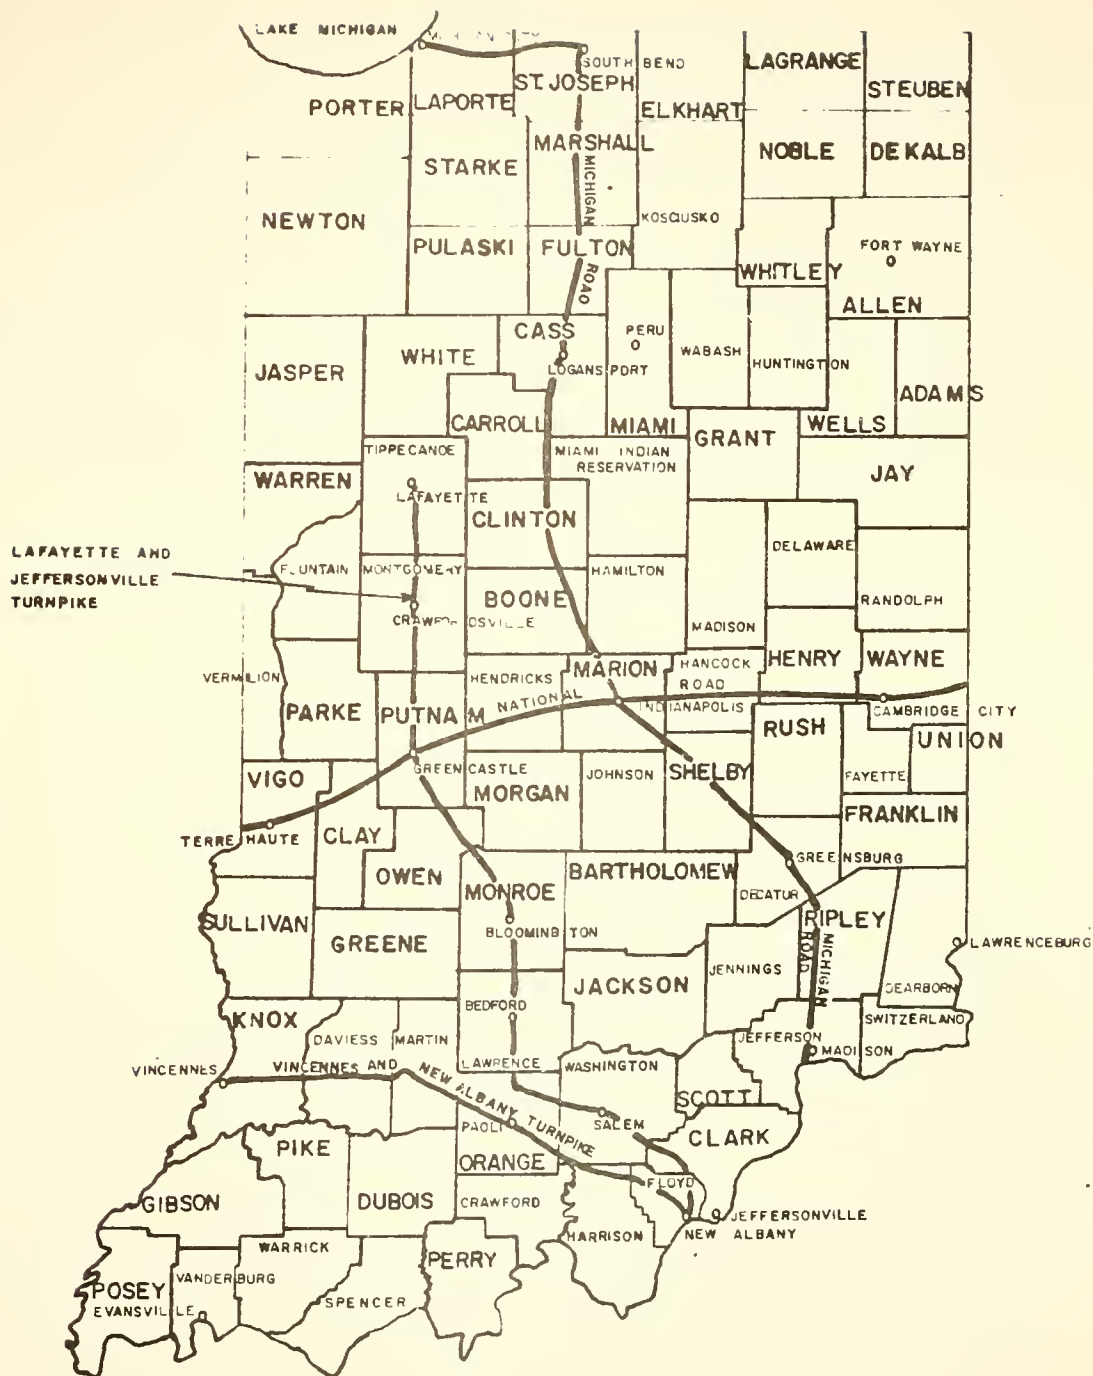 LAKE MICHIGAN
MICHIGAN CITY
SOUTH BEND
LAGRANGE
STEUBEN
PORTER
LAPORTE
ST. JOSEPH
ELKHART
MARSHALL
NOBLE
DE KALB
STARKE
MICHIGAN
NEWTON
KOSCIUSKO
PULASKI
FULTON
FORT WAYNE
WHITLEY
ROAD
ALLEN
CASS
PERU
WHITE
WABASH
HUNTINGTON
JASPER
LOGANSPORT
ADAMS
CARROLL
MIAMI
WELLS
GRANT
TIPPECANOE
MIAMI INDIAN
RESERVATION
WARREN
JAY
LAFAYETTE
CLINTON
LAFAYETTE AND
JEFFERSONVILLE
TURNPIKE
DELAWARE
FOUNTAIN
MONTGOMERY
HAMILTON
BOONE
RANDOLPH
CRAWFORDSVILLE
MADISON
MARION
HANCOCK
HENRY
WAYNE
VERMILION
HENDRICKS
NATIONAL
ROAD
PARKE
PUTNAM
INDIANAPOLIS
CAMBRIDGE CITY
RUSH
UNION
VIGO
GREENCASTLE
JOHNSON
SHELBY
FAYETTE
MORGAN
FRANKLIN
TERRE HAUTE
CLAY
GREENSBURG
OWEN
BARTHOLOMEW
MONROE
DECATUR
SULLIVAN
RIPLEY
BLOOMINBTON
GREENE
MICHIGAN
ROAD
LAWRENCEBURG
JENNINGS
JACKSON
DEARBORN
BEDFORD
KNOX
SWITZERLAND
DAVIESS
MARTIN
JEFFERSON
MADISON
LAWRENCE
WASHINGTON
VINCENNES
VINCENNES AND NEW ALBANY TURNPIKE
SCOTT
PAOLI
SALEM
CLARK
PIKE
ORANGE
FLOYD
GIBSON
DUBOIS
CRAWFORD
JEFFERSONVILLE
NEW ALBANY
HARRISON
WARRICK
PERRY
VANDERBURG
POSEY
SPENCER
EVANSVILLE